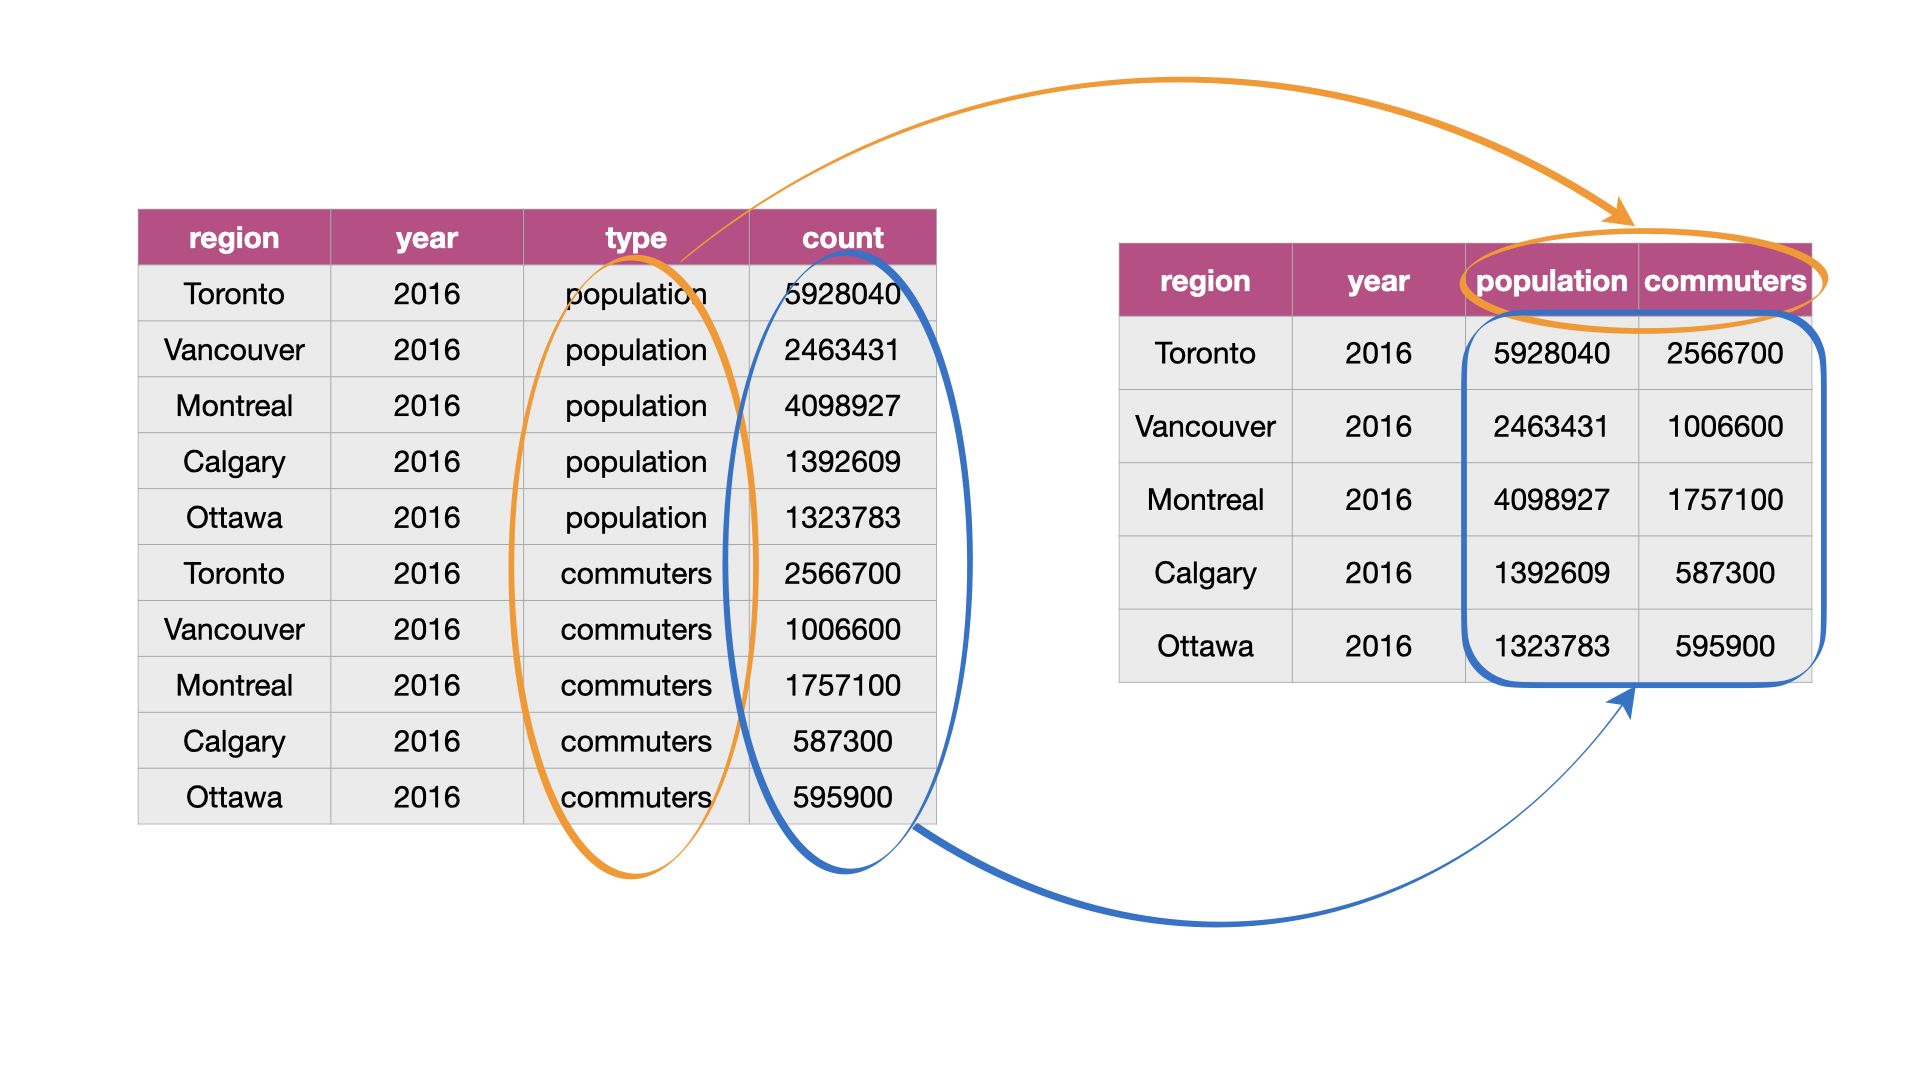 region year type count
Toronto 2016 population 5928040
Vancouver 2016 population 2463431
Montreal 2016 population 4098927
Calgary 2016 population 1392609
Ottawa 2016 population 1323783
Toronto 2016 commuters 2566700
Vancouver 2016 commuters 1006600
Montreal 2016 commuters 1757100
Calgary 2016 commuters 587300
Ottawa 2016 commuters 595900
region year population commuters
Toronto 2016 5928040 2566700
Vancouver 2016 2463431 1006600
Montreal 2016 4098927 1757100
Calgary 2016 1392609 587300
Ottawa 2016 1323783 595900